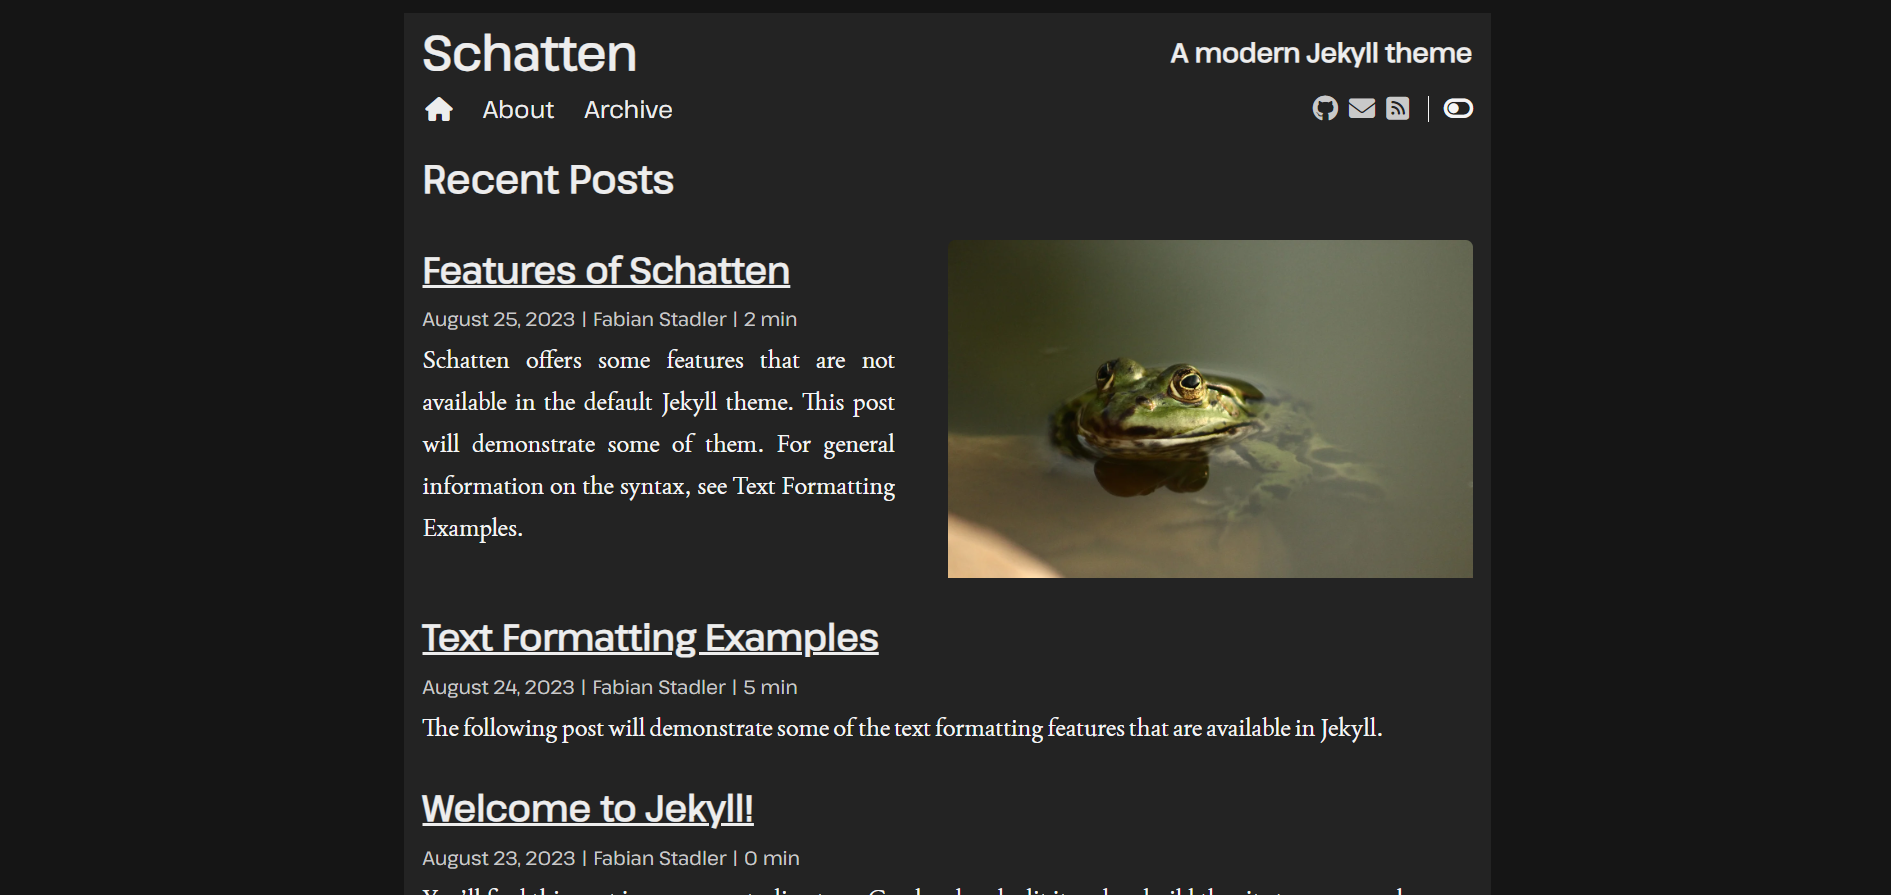 Schatten
A modern Jekyll theme
About Archive
Recent Posts
Features of Schatten
August 25, 2023 | Fabian Stadler | 2 min
Schatten offers some features that are not
available in the default Jekyll theme. This post
will demonstrate some of them. For general
information on the syntax, see Text Formatting
Examples.
Text Formatting Examples
August 24, 2023 | Fabian Stadler | 5 min
The following post will demonstrate some of the text formatting features that are available in Jekyll.
Welcome to Jekyll!
August 23, 2023 | Fabian Stadler | 0 min